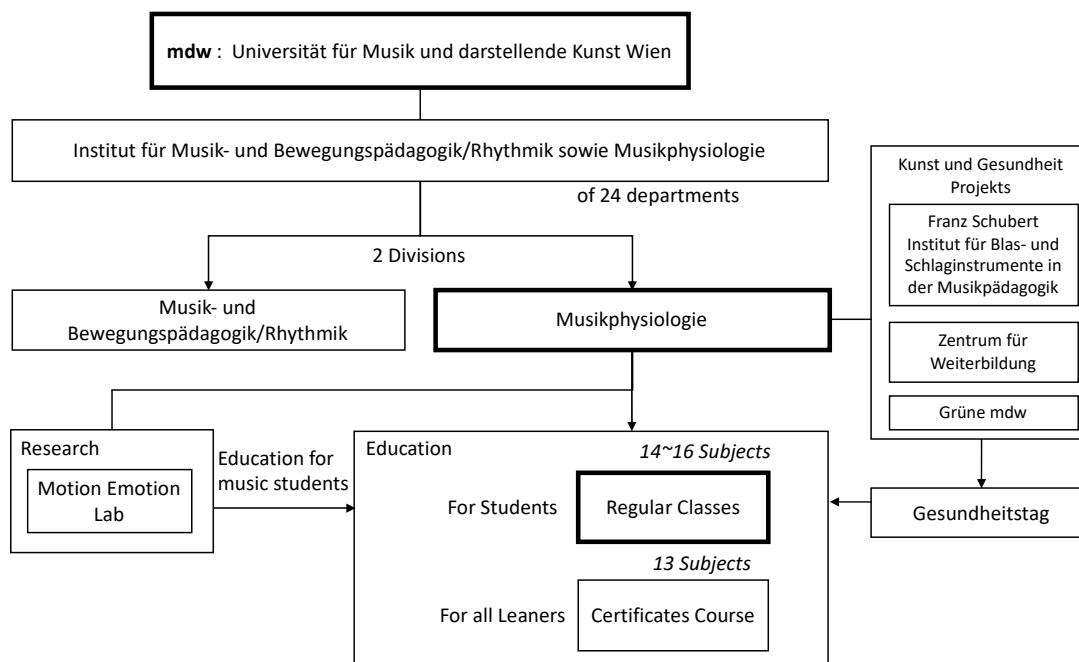 mdw : Universität für Musik und darstellende Kunst Wien
Institut für Musik- und Bewegungspädagogik/Rhythmik sowie Musikphysiologie
of 24 departments
2 Divisions
Musik- und
Bewegungspädagogik/Rhythmik
Musikphysiologie
Kunst und Gesundheit
Projekts
Franz Schubert
Institut für Blas- und
Schlaginstrumente in
der Musikpädagogik
Zentrum für
Weiterbildung
Grüne mdw
Research
Motion Emotion
Lab
Education for
music students
Education
14~16 Subjects
For Students
Regular Classes
13 Subjects
For all Leaners
Certificates Course
Gesundheitstag